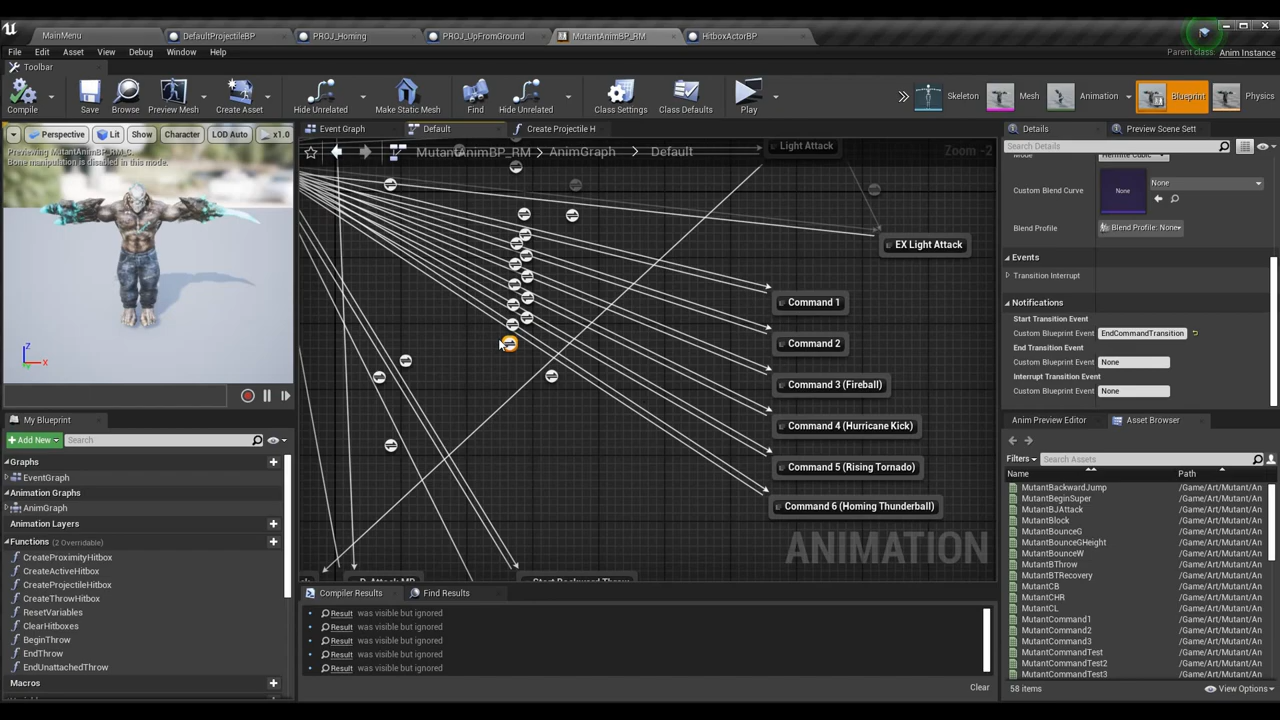 MainMenu
DefaultProjectileBP
PROJ_Homing
PROJ_UpFromGround
MutantAnimBP_RM
HitboxActorBP
File Edit Asset View Debug Window Help
Parent class: Anim Instance
Toolbar
Compile
Save
Browse
Preview Mesh
Create Asset
Hide Unrelated
Make Static Mesh
Find
Hide Unrelated
Class Settings
Class Defaults
Play
Skeleton
Mesh
Animation
Blueprint
Physics
Perspective Lit Show Character LOD Auto x1.0
Previewing MutantAnimBP_RM_C.
Bone manipulation is disabled in this mode.
Z
X
Event Graph
Default
Create Projectile H
MutantAnimBP_RM > AnimGraph > Default
Zoom -2
Light Attack
EX Light Attack
Command 1
Command 2
Command 3 (Fireball)
Command 4 (Hurricane Kick)
Command 5 (Rising Tornado)
Command 6 (Homing Thunderball)
Start Backward Throw
ANIMATION
Details
Preview Scene Sett
Search Details
Mode Hermite Cubic
Custom Blend Curve None None
Blend Profile Blend Profile: None
Events
Transition Interrupt
Notifications
Start Transition Event
Custom Blueprint Event EndCommandTransition
End Transition Event
Custom Blueprint Event None
Interrupt Transition Event
Custom Blueprint Event None
My Blueprint
Add New Search
Graphs
EventGraph
Animation Graphs
AnimGraph
Animation Layers
Functions (2 Overridable)
CreateProximityHitbox
CreateActiveHitbox
CreateProjectileHitbox
CreateThrowHitbox
ResetVariables
ClearHitboxes
BeginThrow
EndThrow
EndUnattachedThrow
Macros
Compiler Results
Find Results
Result was visible but ignored
Result was visible but ignored
Result was visible but ignored
Result was visible but ignored
Result was visible but ignored
Clear
Anim Preview Editor
Asset Browser
Filters Search Assets
Name Path
MutantBackwardJump /Game/Art/Mutant/An
MutantBeginSuper /Game/Art/Mutant/An
MutantBJAttack /Game/Art/Mutant/An
MutantBlock /Game/Art/Mutant/An
MutantBounceG /Game/Art/Mutant/An
MutantBounceGHeight /Game/Art/Mutant/An
MutantBounceW /Game/Art/Mutant/An
MutantBThrow /Game/Art/Mutant/An
MutantBTRecovery /Game/Art/Mutant/An
MutantCB /Game/Art/Mutant/An
MutantCHR /Game/Art/Mutant/An
MutantCL /Game/Art/Mutant/An
MutantCommand1 /Game/Art/Mutant/An
MutantCommand2 /Game/Art/Mutant/An
MutantCommand3 /Game/Art/Mutant/An
MutantCommandTest /Game/Art/Mutant/An
MutantCommandTest2 /Game/Art/Mutant/An
MutantCommandTest3 /Game/Art/Mutant/An
58 items
View Options